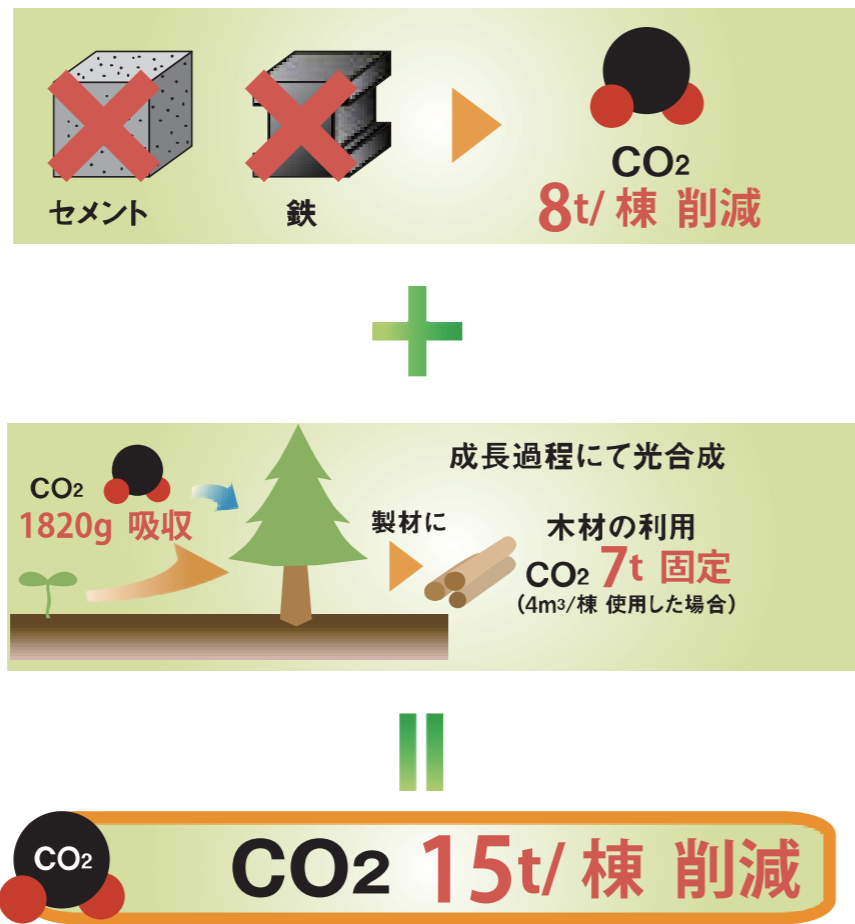 セメント
鉄
CO2
8t/ 棟 削減
成長過程にて光合成
CO2
1820g 吸収
製材に
木材の利用
CO2 7t 固定
（4m³/棟 使用した場合）
CO2
CO2 15t/ 棟 削減